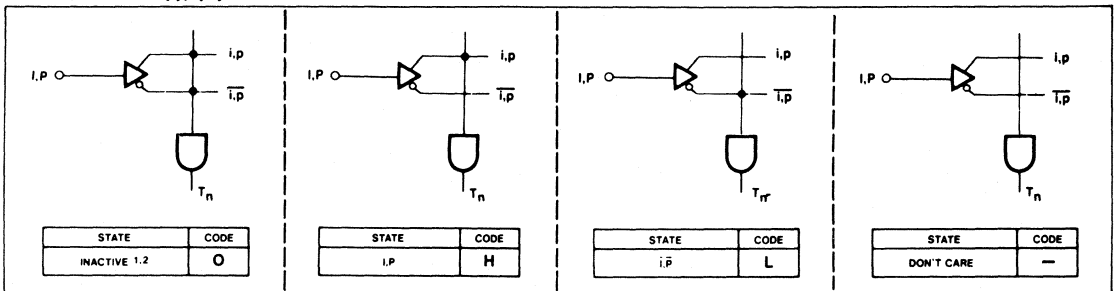 i,p
I,P
i,p
Tn
STATE CODE
INACTIVE 1,2 O
i,p
I,P
i,p
Tn
STATE CODE
I,P H
i,p
I,P
i,p
Tn
STATE CODE
i,p L
i,p
I,P
i,p
Tn
STATE CODE
DON'T CARE —